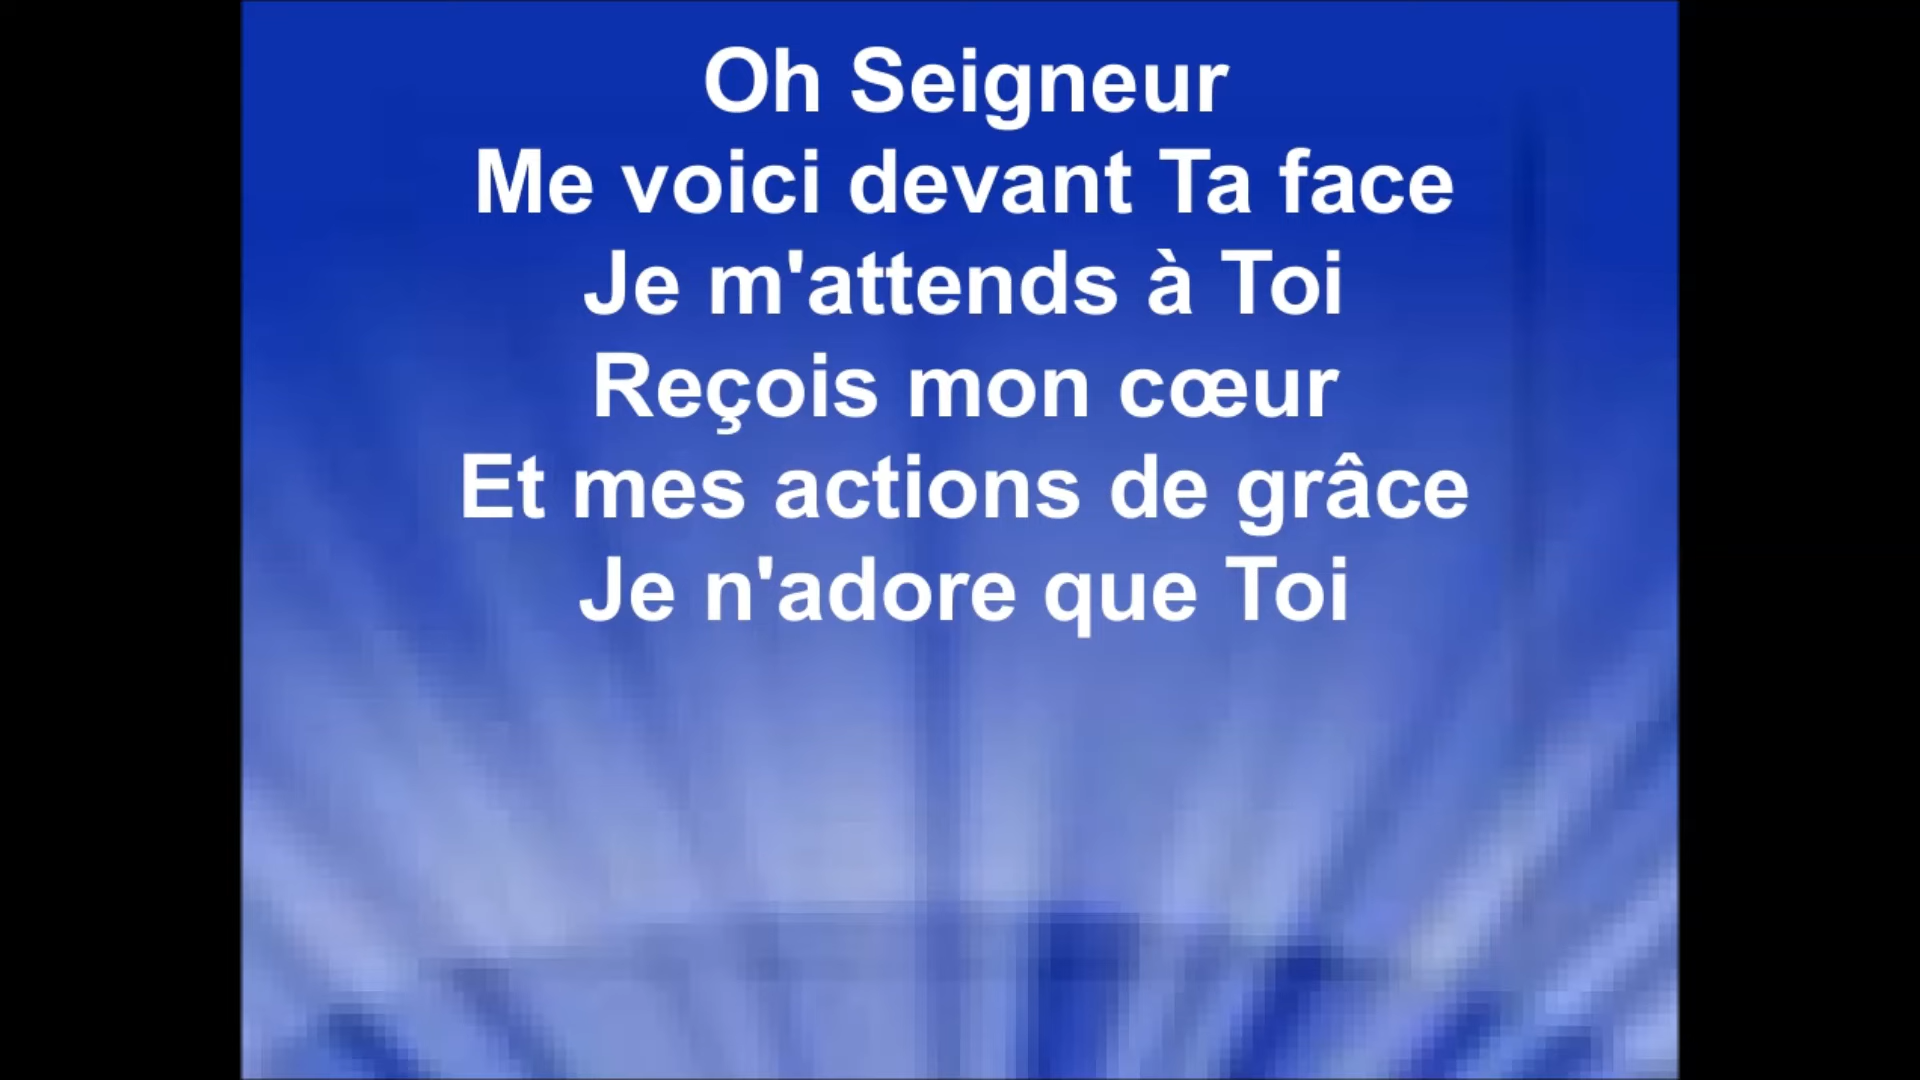 Oh Seigneur
Me voici devant Ta face
Je m'attends à Toi
Reçois mon cœur
Et mes actions de grâce
Je n'adore que Toi